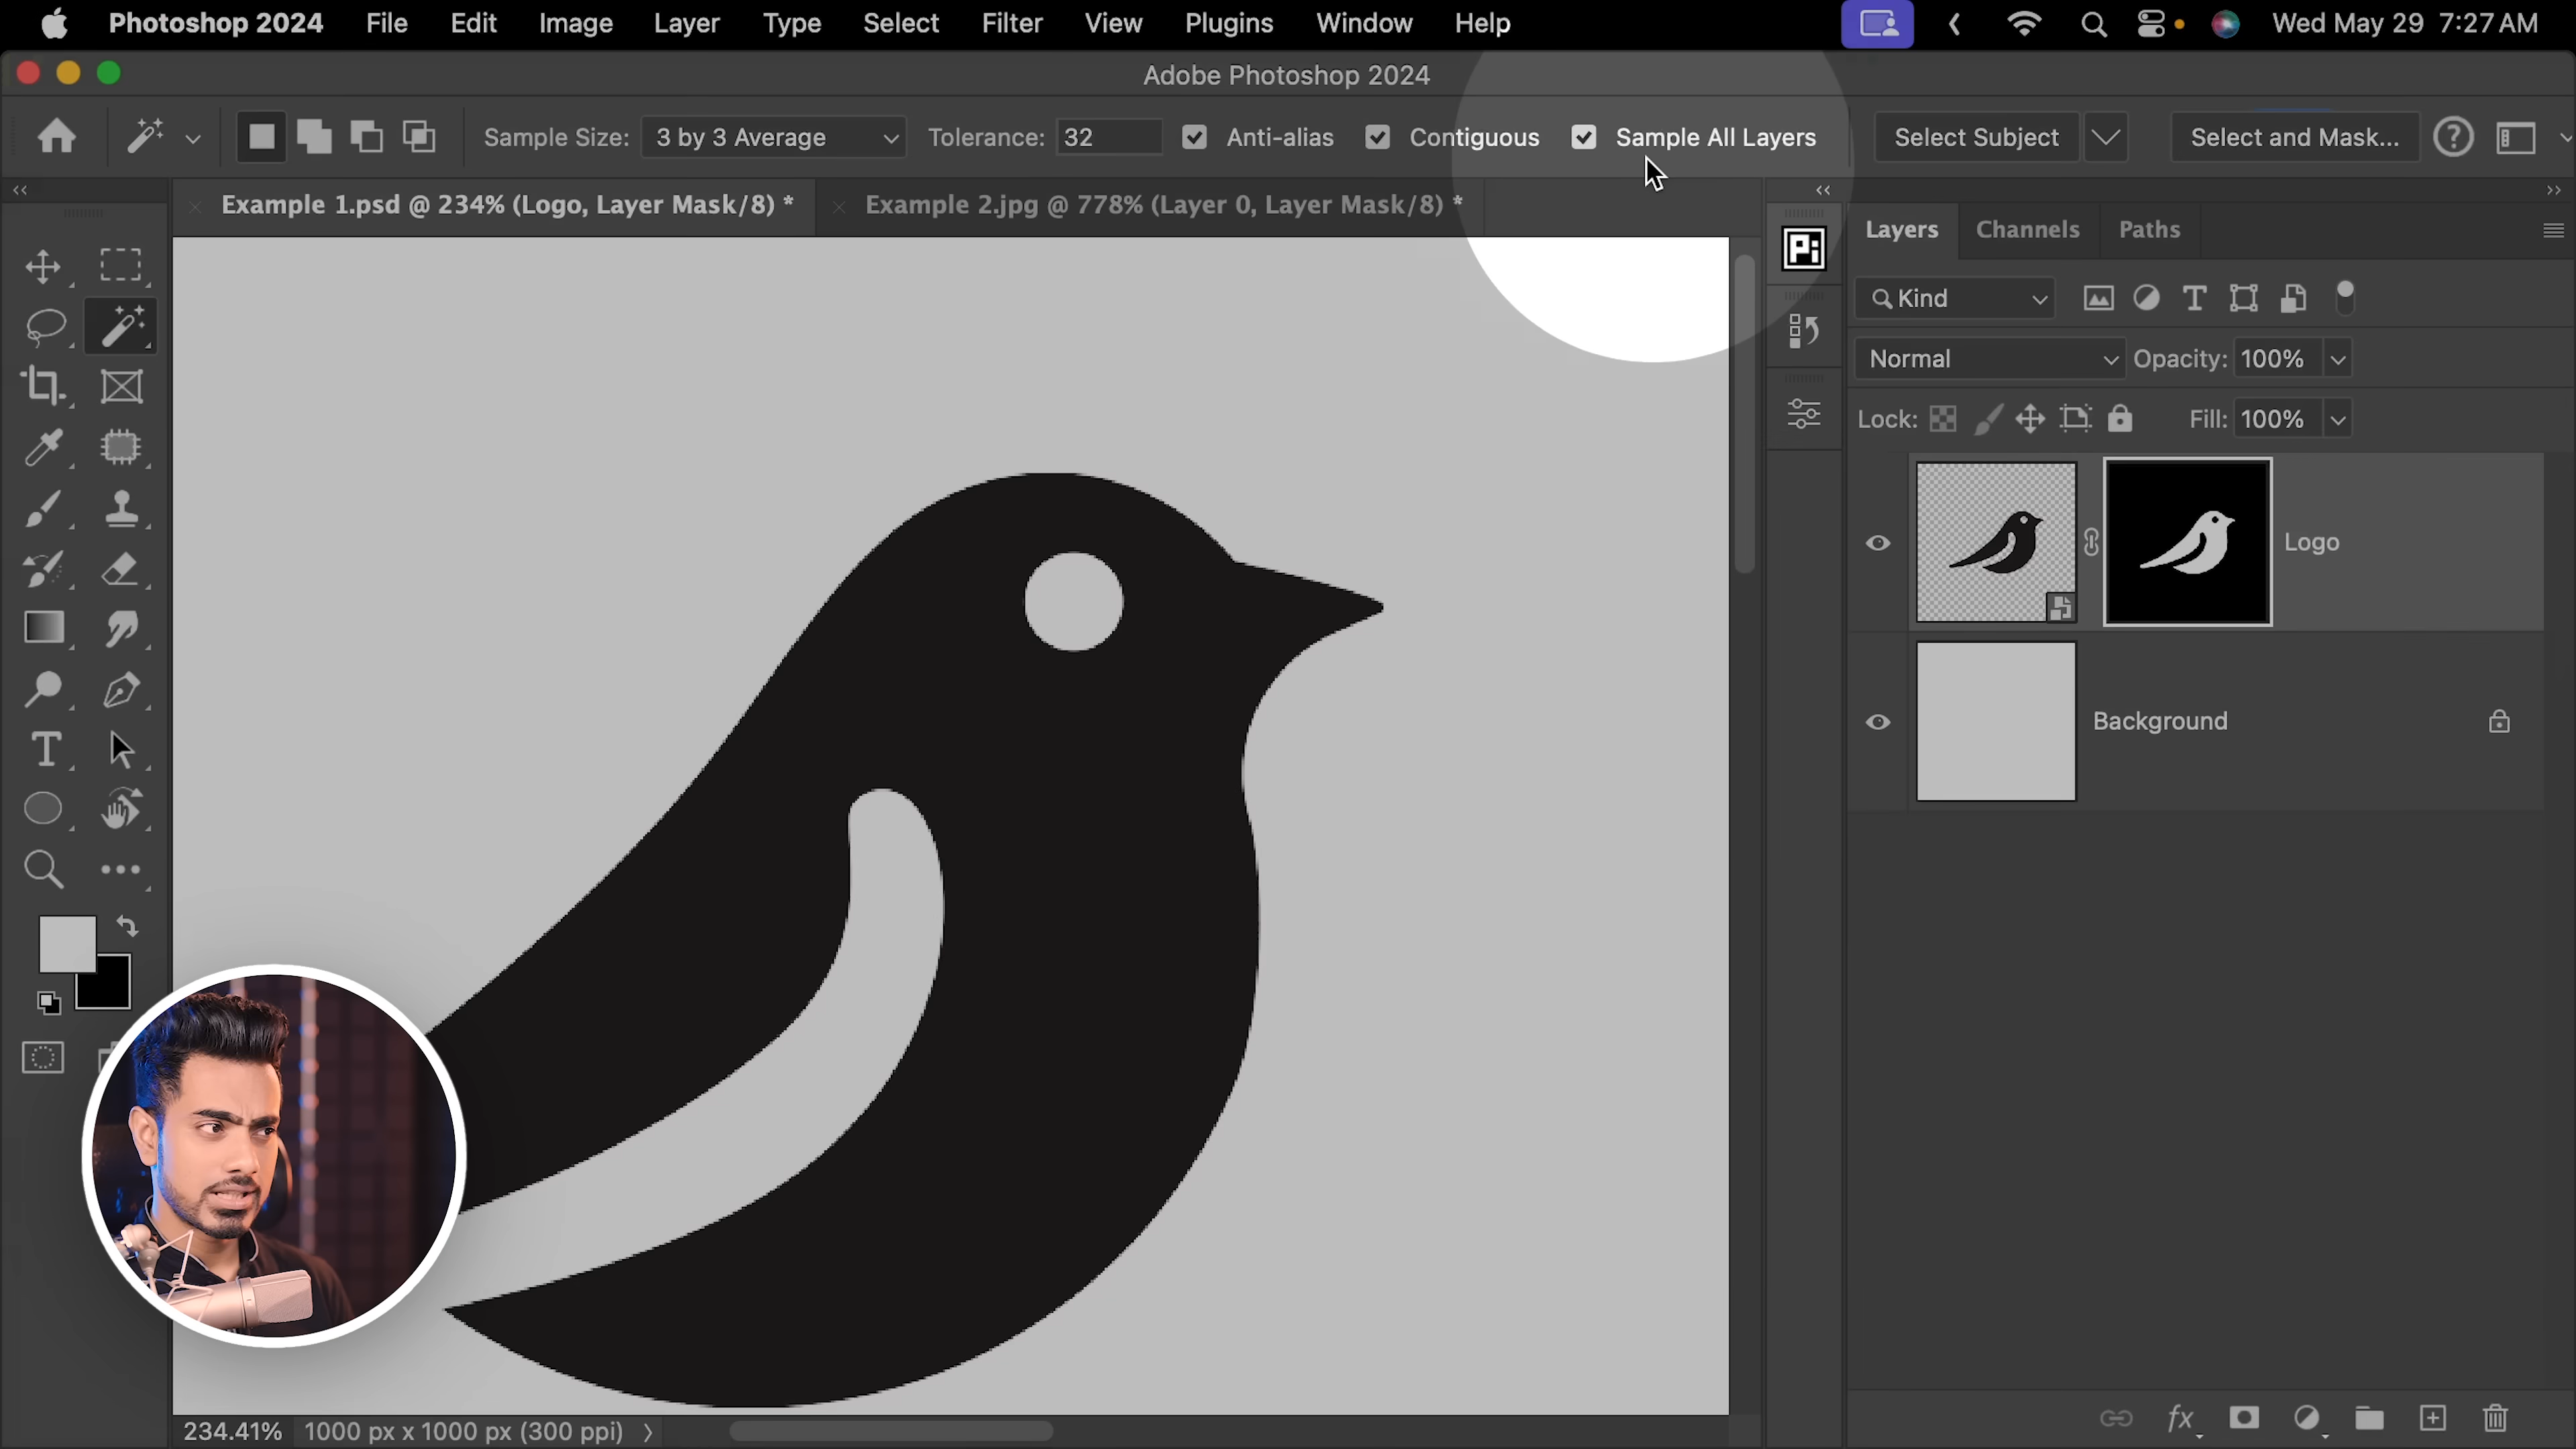 Photoshop 2024 File Edit Image Layer Type Select Filter View Plugins Window Help Wed May 29 7:27 AM
Adobe Photoshop 2024
Sample Size: 3 by 3 Average Tolerance: 32 Anti-alias Contiguous Sample All Layers Select Subject Select and Mask...
Example 1.psd @ 234% (Logo, Layer Mask/8) * Example 2.jpg @ 778% (Layer 0, Layer Mask/8) *
Pi
Layers Channels Paths
Kind
Normal Opacity: 100%
Lock: Fill: 100%
Logo
Background
234.41% 1000 px x 1000 px (300 ppi)
fx